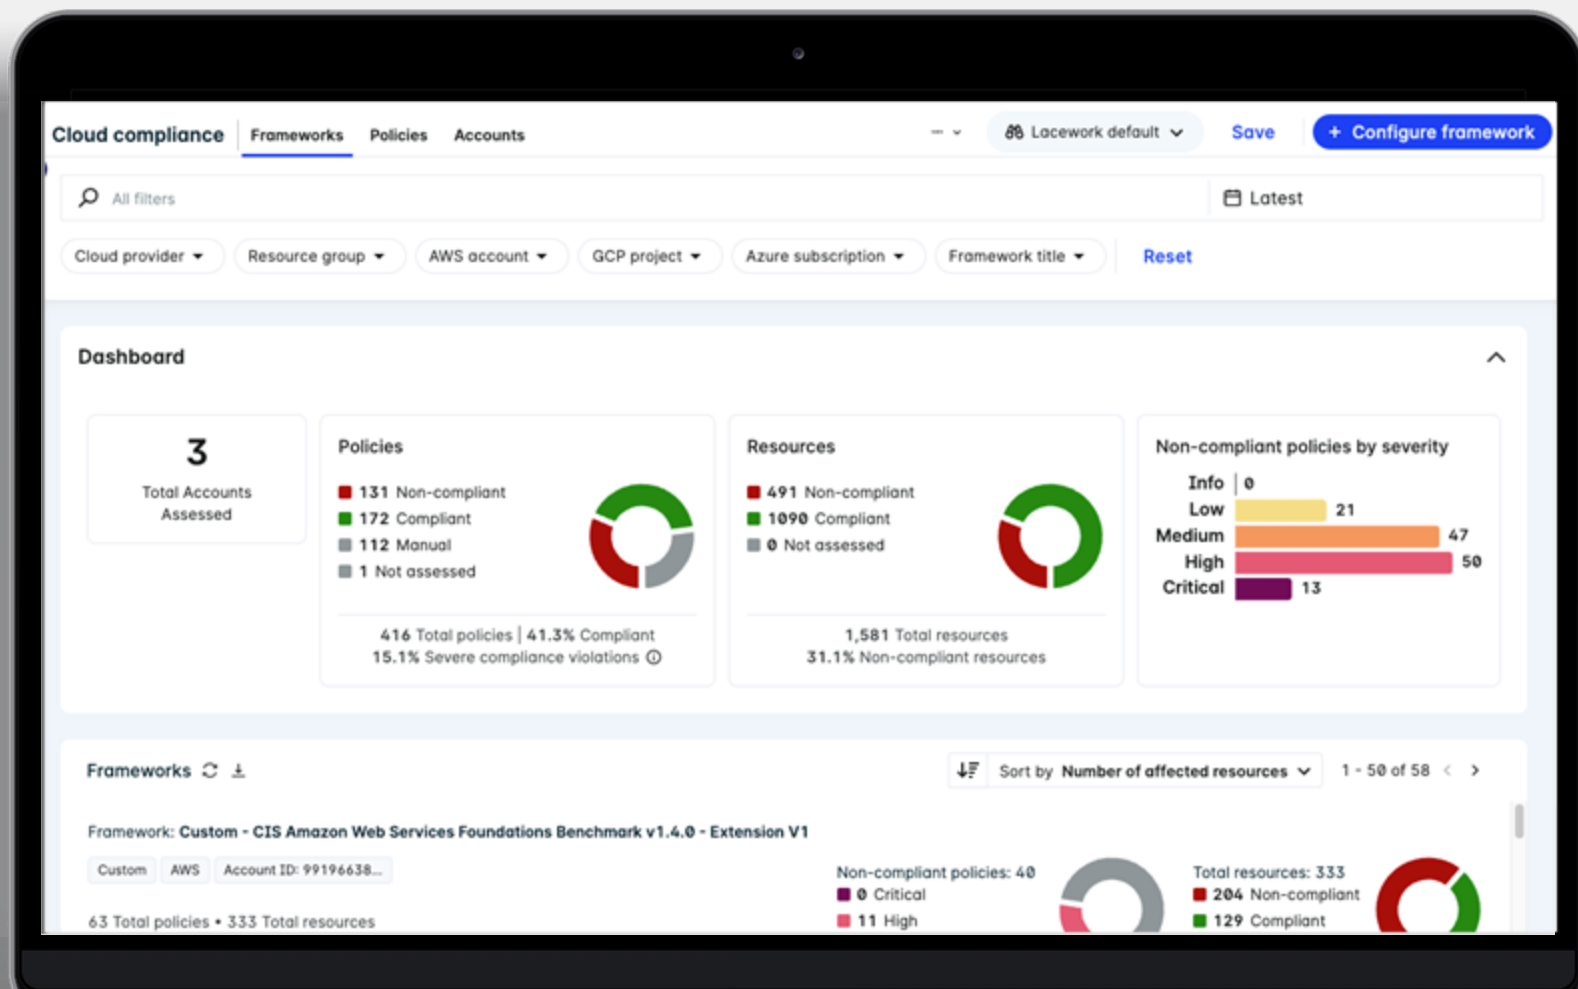 Cloud compliance Frameworks Policies Accounts Lacework default Save + Configure framework
All filters Latest
Cloud provider Resource group AWS account GCP project Azure subscription Framework title Reset
Dashboard
3
Total Accounts
Assessed
Policies
131 Non-compliant
172 Compliant
112 Manual
1 Not assessed
416 Total policies | 41.3% Compliant
15.1% Severe compliance violations
Resources
491 Non-compliant
1090 Compliant
0 Not assessed
1,581 Total resources
31.1% Non-compliant resources
Non-compliant policies by severity
Info 0
Low 21
Medium 47
High 50
Critical 13
Frameworks Sort by Number of affected resources 1 - 50 of 58
Framework: Custom - CIS Amazon Web Services Foundations Benchmark v1.4.0 - Extension V1
Custom AWS Account ID: 99196638...
63 Total policies • 333 Total resources
Non-compliant policies: 40
0 Critical
11 High
Total resources: 333
204 Non-compliant
129 Compliant